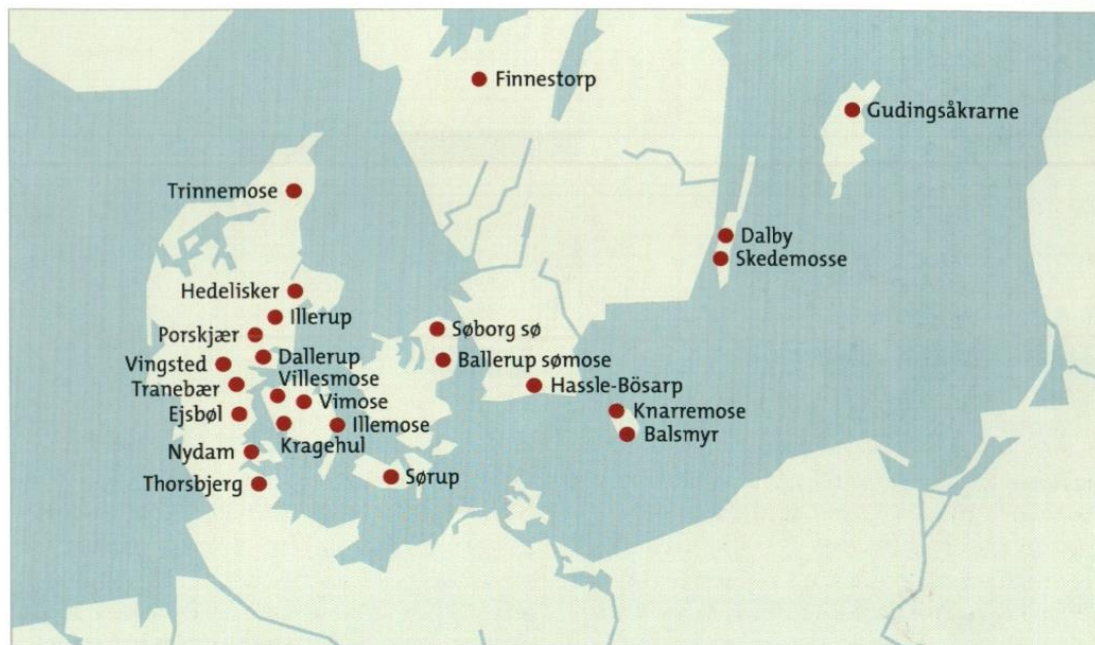 Finnestorp
Gudingsåkrarne
Trinnemose
Dalby
Skedemosse
Hedelisker
Illerup
Søborg sø
Porskjær
Dallerup
Ballerup sømose
Vingsted
Villesmose
Tranebær
Hassle-Bösarp
Vimose
Ejsbøl
Knarremose
Illemose
Balsmyr
Kragehul
Nydam
Sørup
Thorsbjerg